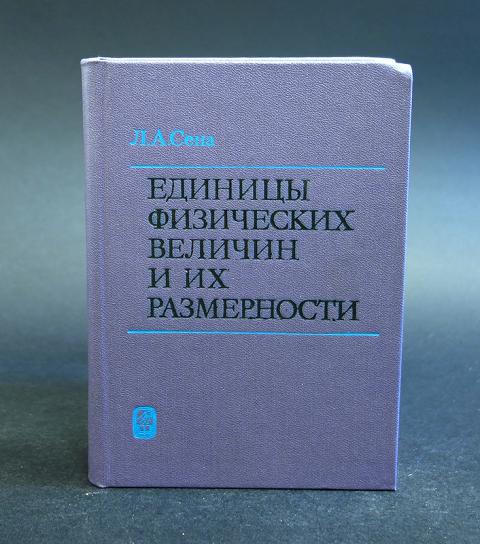 Л.А.Сена
ЕДИНИЦЫ
ФИЗИЧЕСКИХ
ВЕЛИЧИН
И ИХ
РАЗМЕРНОСТИ